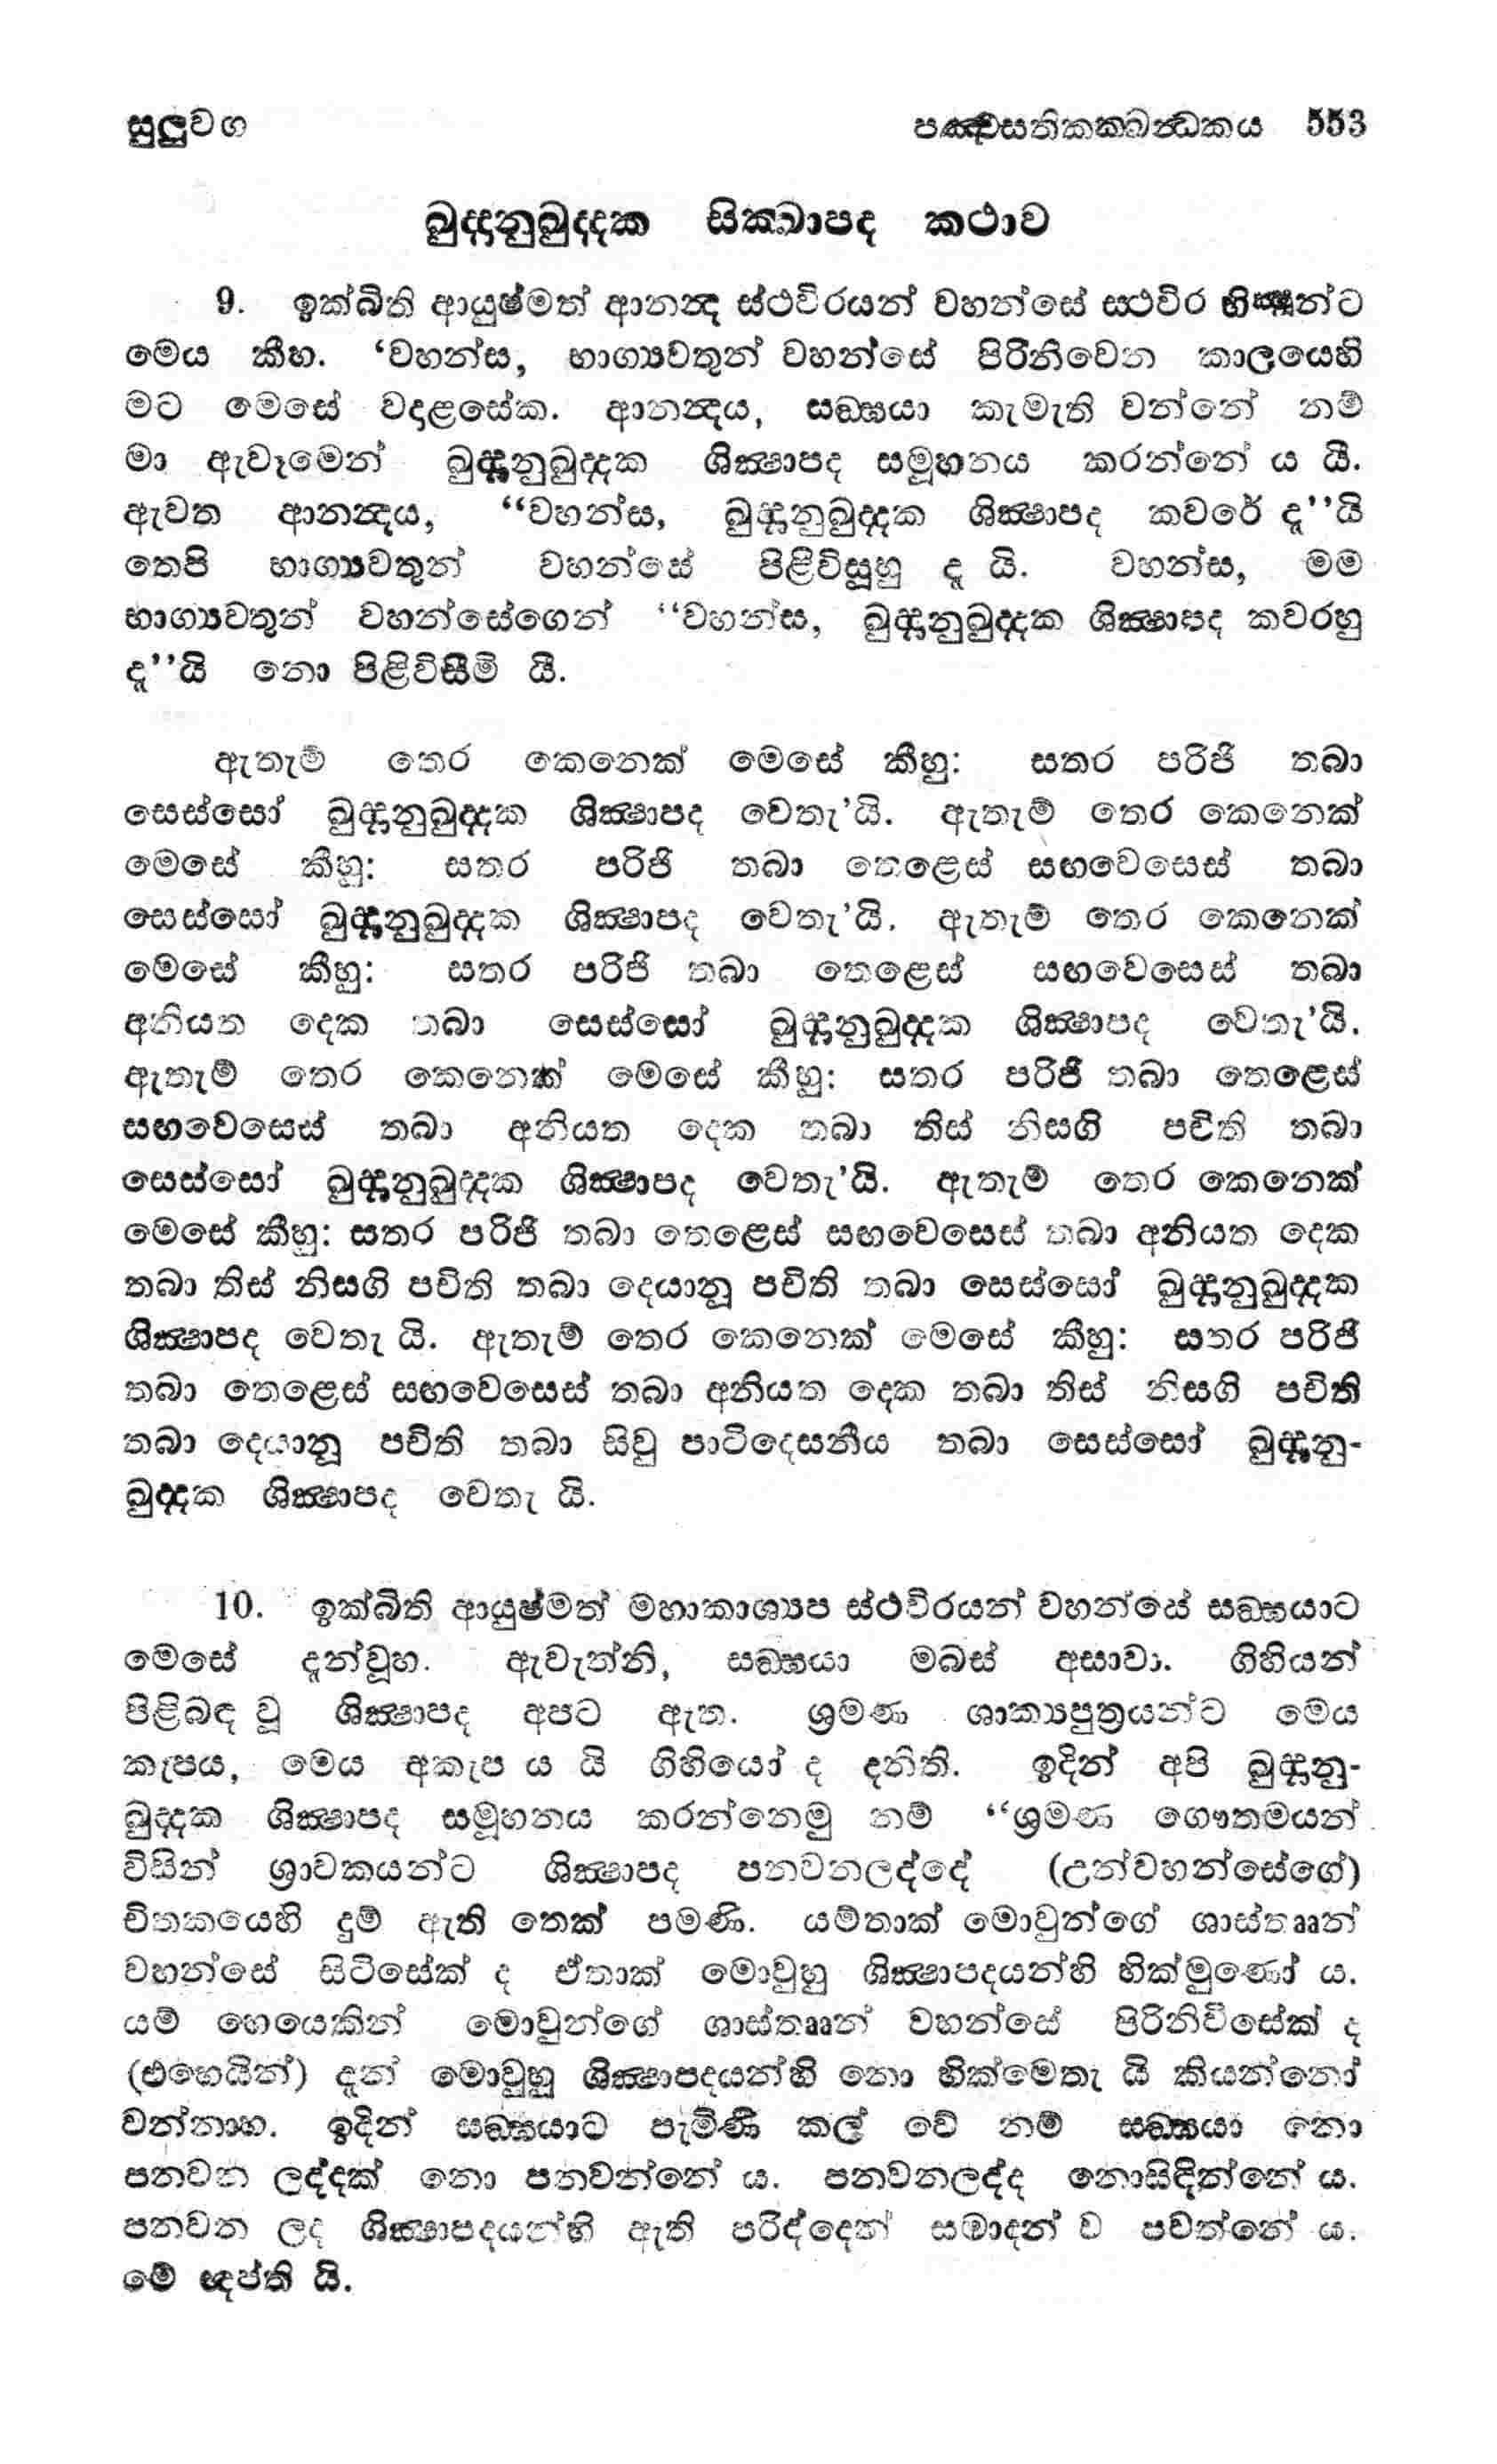 සුලුවග පඤ්චසතිකක්ඛන්ධකය 553
ඛුද්දානුඛුද්දක සික්ඛාපද කථාව
9. ඉක්බිති ආයුෂ්මත් ආනන්ද ස්ථවිරයන් වහන්සේ ස්ථවිර භික්ෂූන්ට
මෙය කීහ. ‘වහන්ස, භාග්‍යවතුන් වහන්සේ පිරිනිවෙන කාලයෙහි
මට මෙසේ වදාළසේක. ආනන්දය, සඞ්ඝයා කැමැති වන්නේ නම්
මා ඇවෑමෙන් ඛුද්දානුඛුද්දක ශික්ෂාපද සමූහනය කරන්නේ ය යි.
ඇවත ආනන්දය, “වහන්ස, ඛුද්දානුඛුද්දක ශික්ෂාපද කවරේ දැ’’යි
තෙපි භාග්‍යවතුන් වහන්සේ පිළිවිසූහු දැ යි. වහන්ස, මම
භාග්‍යවතුන් වහන්සේගෙන් “වහන්ස, ඛුද්දානුඛුද්දක ශික්ෂාපද කවරහු
දැ’’යි නො පිළිවිසීමි යි.
ඇතැම් තෙර කෙනෙක් මෙසේ කීහු: සතර පරිජි තබා
සෙස්සෝ ඛුද්දානුඛුද්දක ශික්ෂාපද වෙතැ’යි. ඇතැම් තෙර කෙනෙක්
මෙසේ කීහු: සතර පරිජි තබා තෙළෙස් සඟවෙසෙස් තබා
සෙස්සෝ ඛුද්දානුඛුද්දක ශික්ෂාපද වෙතැ’යි. ඇතැම් තෙර කෙනෙක්
මෙසේ කීහු: සතර පරිජි තබා තෙළෙස් සඟවෙසෙස් තබා
අනියත දෙක තබා සෙස්සෝ ඛුද්දානුඛුද්දක ශික්ෂාපද වෙතැ’යි.
ඇතැම් තෙර කෙනෙක් මෙසේ කීහු: සතර පරිජි තබා තෙළෙස්
සඟවෙසෙස් තබා අනියත දෙක තබා තිස් නිසගි පචිති තබා
සෙස්සෝ ඛුද්දානුඛුද්දක ශික්ෂාපද වෙතැ’යි. ඇතැම් තෙර කෙනෙක්
මෙසේ කීහු: සතර පරිජි තබා තෙළෙස් සඟවෙසෙස් තබා අනියත දෙක
තබා තිස් නිසගි පචිති තබා දෙයානූ පචිති තබා සෙස්සෝ ඛුද්දානුඛුද්දක
ශික්ෂාපද වෙතැ යි. ඇතැම් තෙර කෙනෙක් මෙසේ කීහු: සතර පරිජි
තබා තෙළෙස් සඟවෙසෙස් තබා අනියත දෙක තබා තිස් නිසගි පචිති
තබා දෙයානූ පචිති තබා සිවු පාටිදෙසනීය තබා සෙස්සෝ ඛුද්දානු-
ඛුද්දක ශික්ෂාපද වෙතැ යි.
10. ඉක්බිති ආයුෂ්මත් මහාකාශ්‍යප ස්ථවිරයන් වහන්සේ සඞ්ඝයාට
මෙසේ දැන්වූහ. ඇවැත්නි, සඞ්ඝයා මබස් අසාවා. ගිහියන්
පිළිබඳ වූ ශික්ෂාපද අපට ඇත. ශ්‍රමණ ශාක්‍යපුත්‍රයන්ට මෙය
කැපය, මෙය අකැප ය යි ගිහියෝ ද දනිති. ඉදින් අපි ඛුද්දානු-
ඛුද්දක ශික්ෂාපද සමූහනය කරන්නෙමු නම් “ශ්‍රමණ ගෞතමයන්
විසින් ශ්‍රාවකයන්ට ශික්ෂාපද පනවනලද්දේ (උන්වහන්සේගේ)
චිතකයෙහි දුම් ඇති තෙක් පමණි. යම්තාක් මොවුන්ගේ ශාස්තෲන්
වහන්සේ සිටිසේක් ද ඒතාක් මොවුහු ශික්ෂාපදයන්හි හික්මුණෝ ය.
යම් හෙයෙකින් මොවුන්ගේ ශාස්තෲන් වහන්සේ පිරිනිවිසේක් ද
(එහෙයින්) දැන් මොවුහු ශික්ෂාපදයන්හි නො හික්මෙතැ යි කියන්නෝ
වන්නාහ. ඉදින් සඞ්ඝයාට පැමිණි කල් වේ නම් සඞ්ඝයා නො
පනවන ලද්දක් නො පනවන්නේ ය. පනවනලද්ද නොසිඳින්නේ ය.
පනවන ලද ශික්ෂාපදයන්හි ඇති පරිද්දෙන් සමාදන් ව පවත්නේ ය.
මේ ඥප්ති යි.